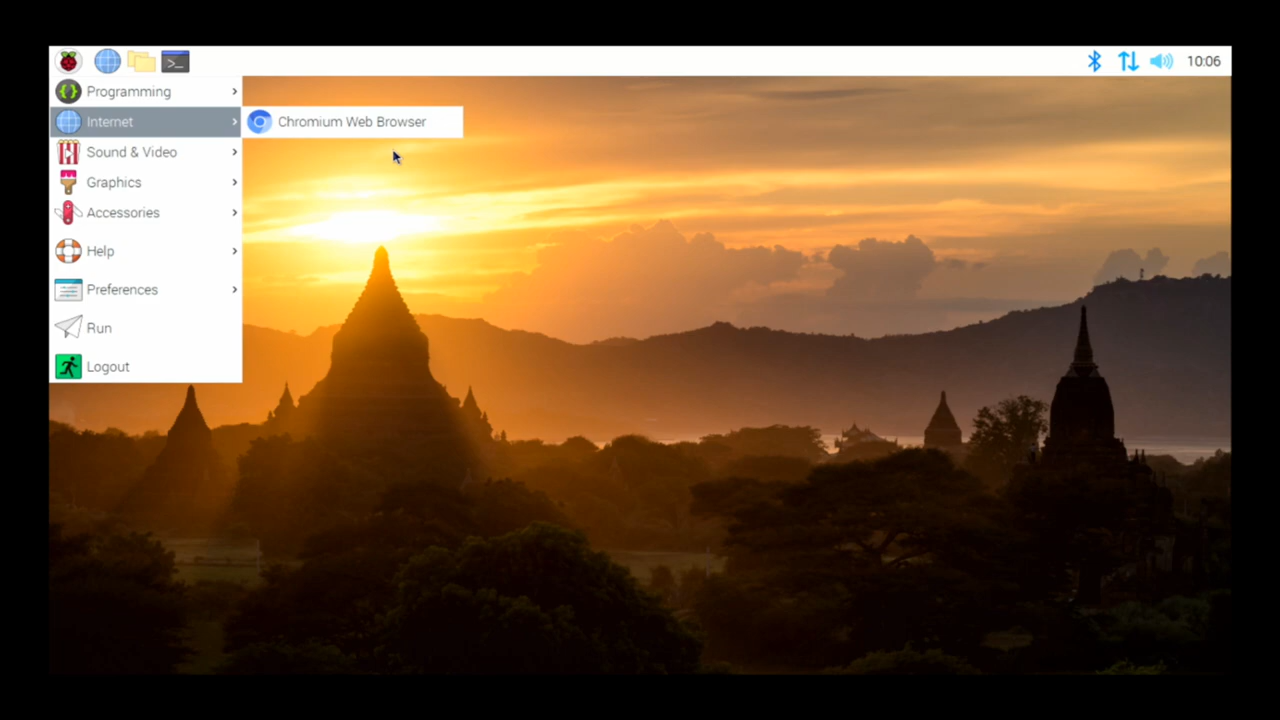 10:06
Programming
Internet
Chromium Web Browser
Sound & Video
Graphics
Accessories
Help
Preferences
Run
Logout